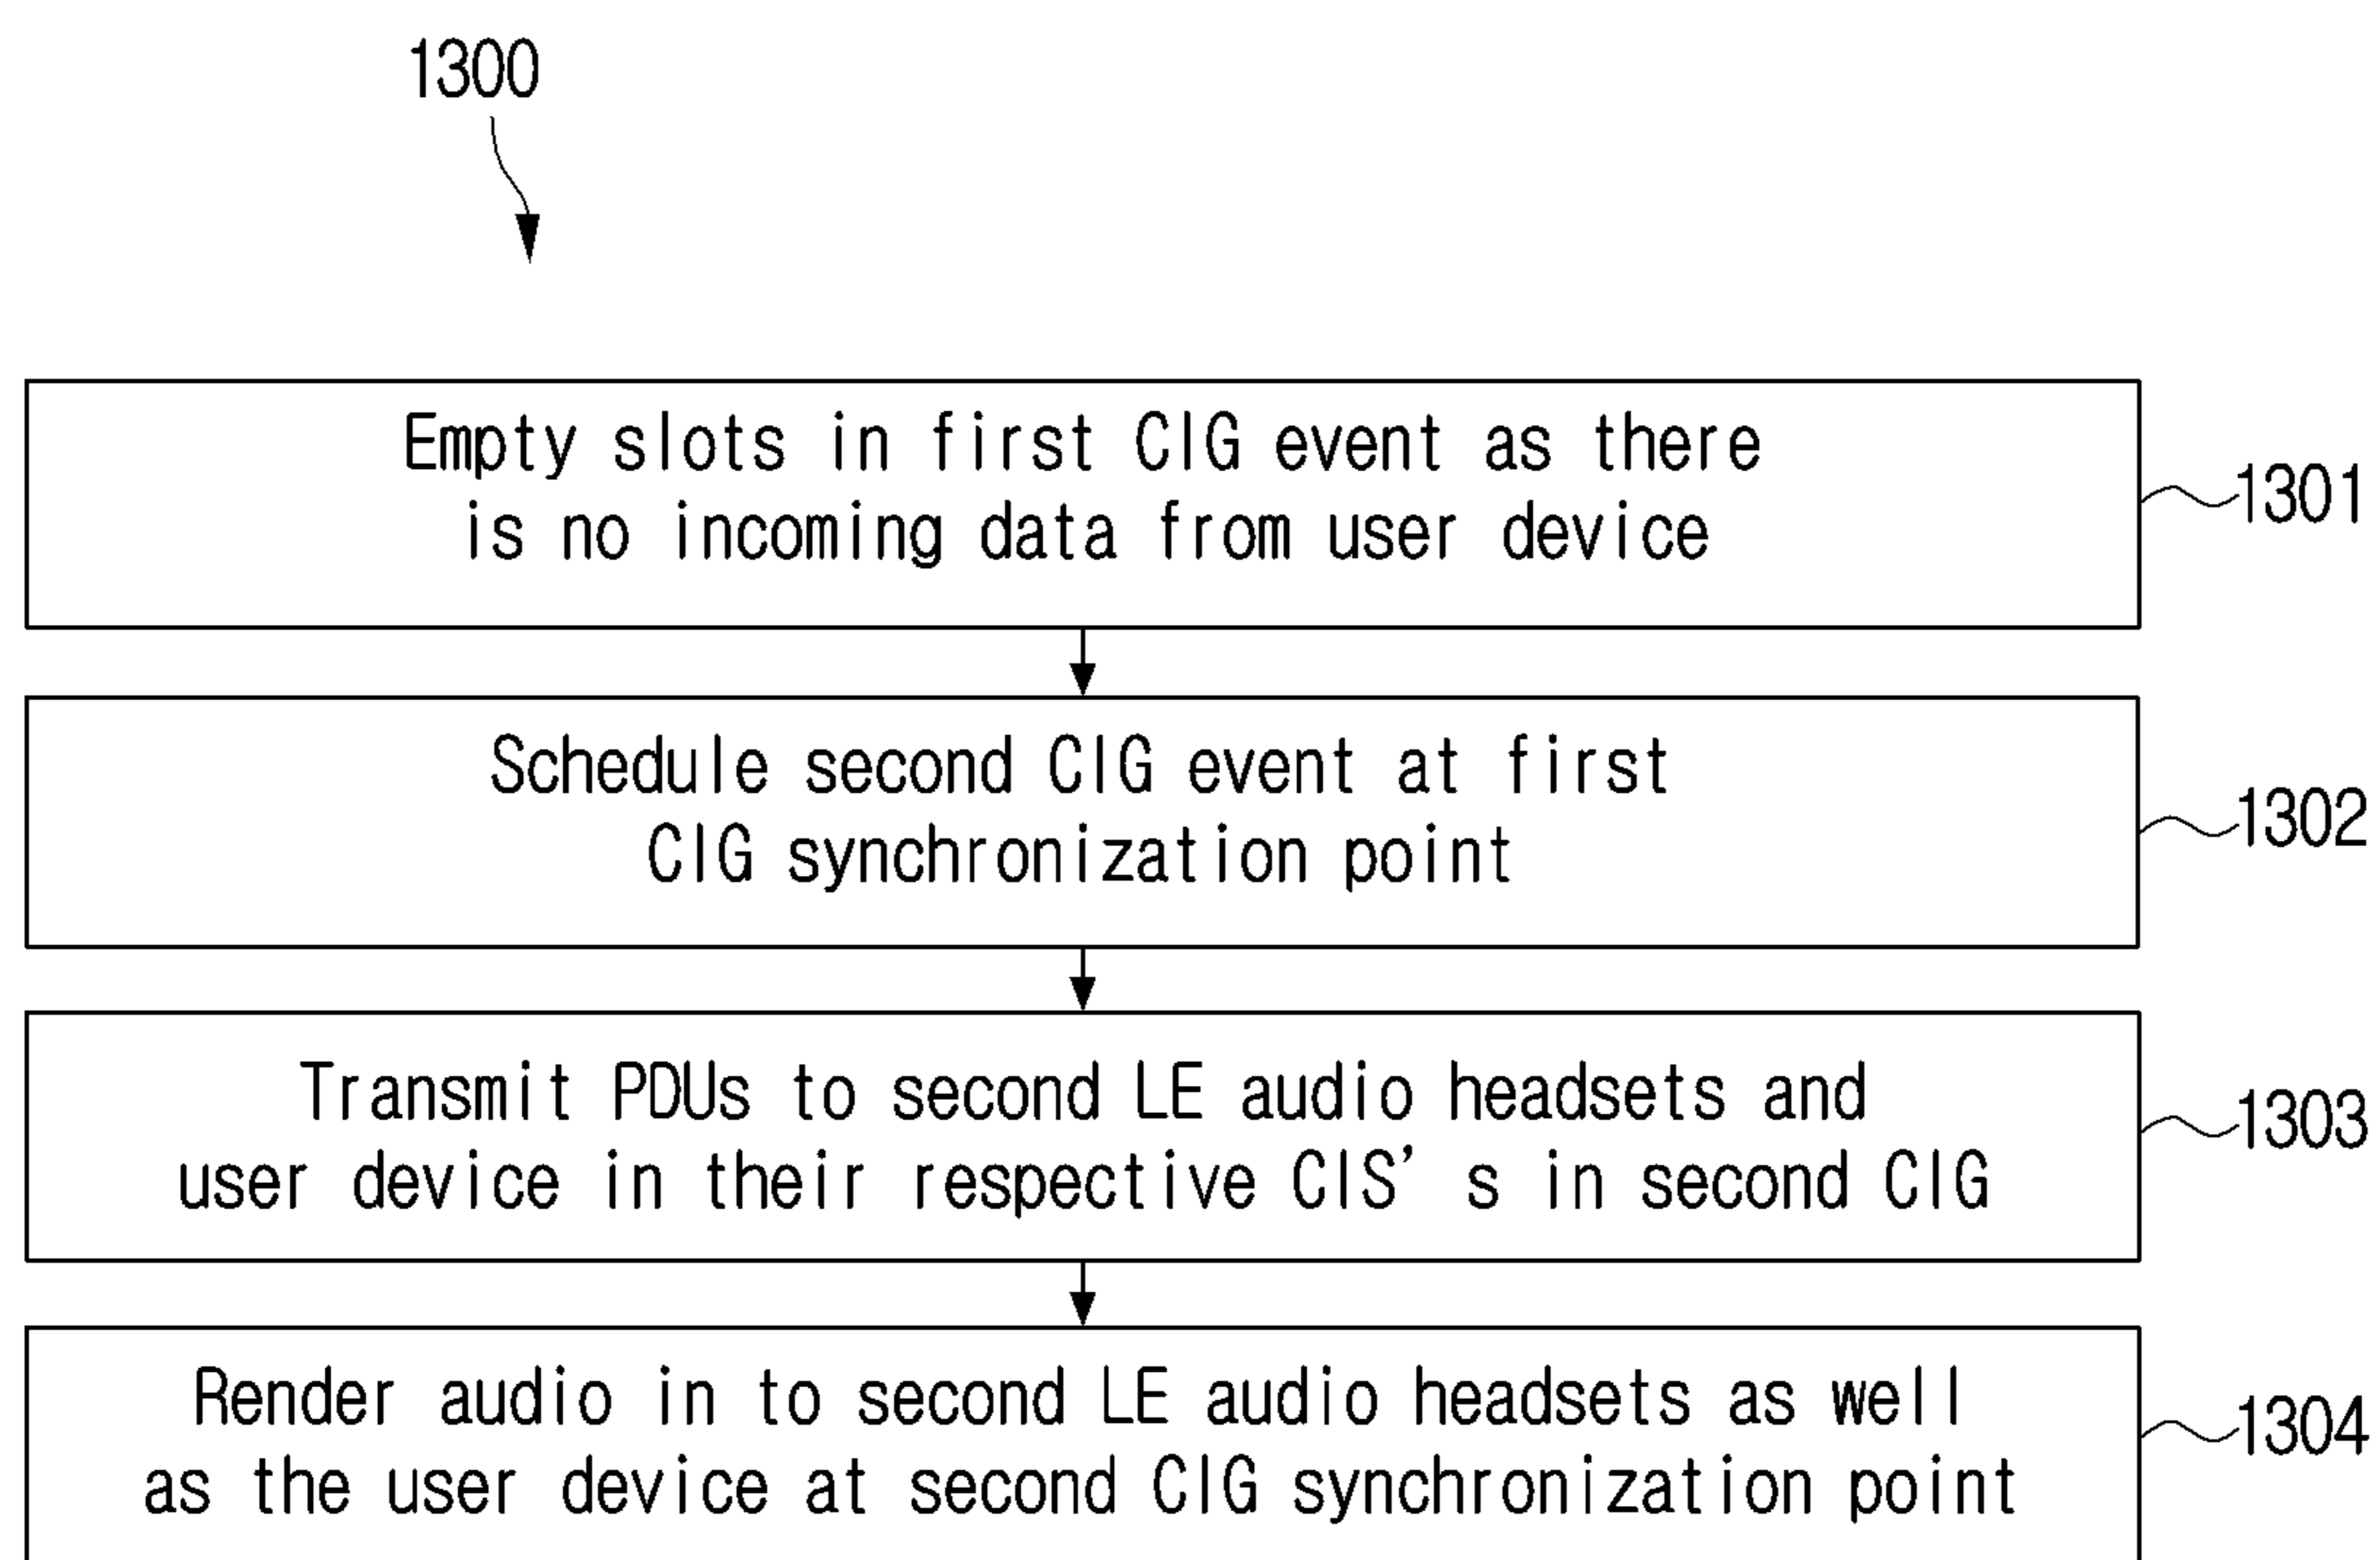 1300
Empty slots in first CIG event as there
is no incoming data from user device
1301
Schedule second CIG event at first
CIG synchronization point
1302
Transmit PDUs to second LE audio headsets and
user device in their respective CIS' s in second CIG
1303
Render audio in to second LE audio headsets as well
as the user device at second CIG synchronization point
1304